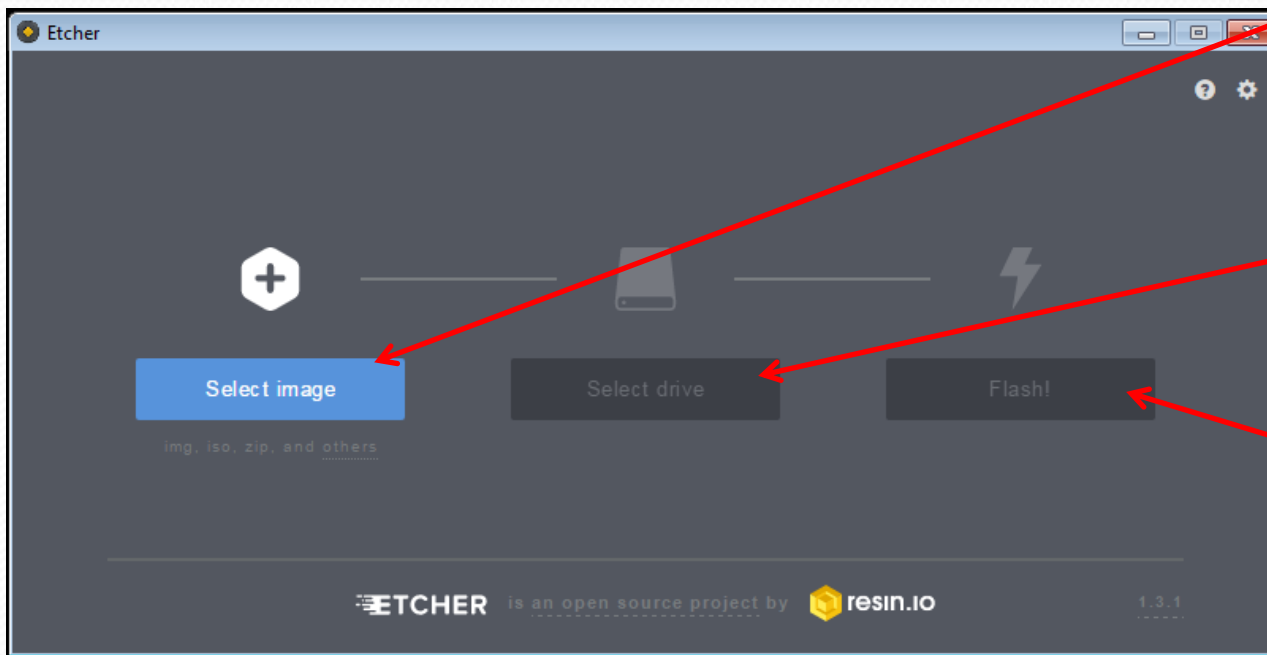 Etcher
Select image
Select drive
Flash!
img, iso, zip, and others
ETCHER is an open source project by resin.io
1.3.1